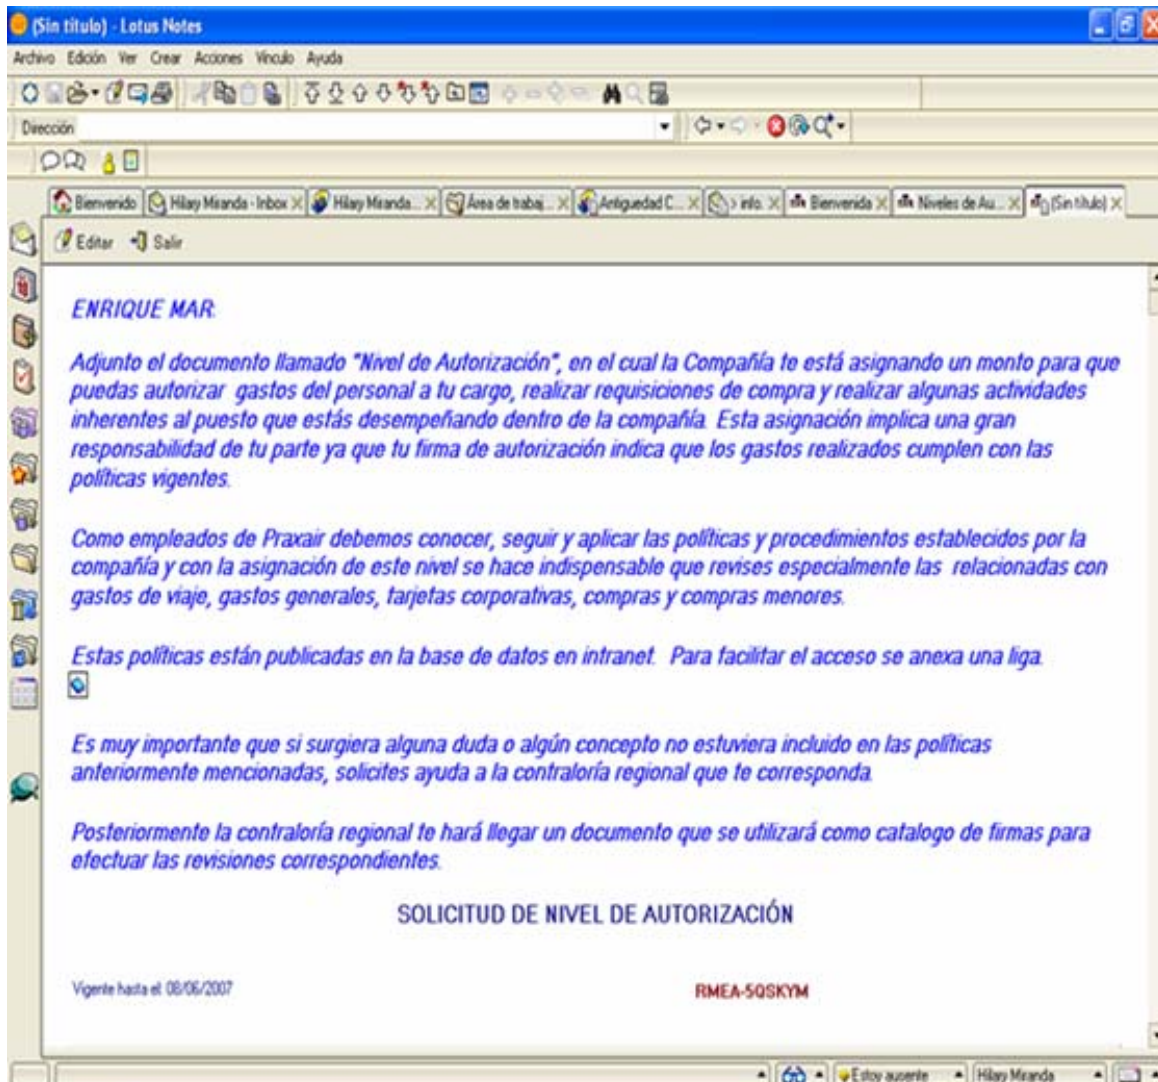 (Sin título) - Lotus Notes
Archivo Edición Ver Crear Acciones Vínculo Ayuda
Dirección
Bienvenido Hilay Miranda - Inbox Hilay Miranda... Área de trabaj... Antiguedad C... > info. Bienvenida Niveles de Au... (Sin título)
Editar Salir
ENRIQUE MAR:
Adjunto el documento llamado "Nivel de Autorización", en el cual la Compañía te está asignando un monto para que
puedas autorizar gastos del personal a tu cargo, realizar requisiciones de compra y realizar algunas actividades
inherentes al puesto que estás desempeñando dentro de la compañía. Esta asignación implica una gran
responsabilidad de tu parte ya que tu firma de autorización indica que los gastos realizados cumplen con las
políticas vigentes.
Como empleados de Praxair debemos conocer, seguir y aplicar las políticas y procedimientos establecidos por la
compañía y con la asignación de este nivel se hace indispensable que revises especialmente las relacionadas con
gastos de viaje, gastos generales, tarjetas corporativas, compras y compras menores.
Estas políticas están publicadas en la base de datos en intranet. Para facilitar el acceso se anexa una liga.
Es muy importante que si surgiera alguna duda o algún concepto no estuviera incluido en las políticas
anteriormente mencionadas, solicites ayuda a la contraloría regional que te corresponda.
Posteriormente la contraloría regional te hará llegar un documento que se utilizará como catalogo de firmas para
efectuar las revisiones correspondientes.
SOLICITUD DE NIVEL DE AUTORIZACIÓN
Vigente hasta el: 08/06/2007 RMEA-5QSKYM
Estoy ausente Hilay Miranda